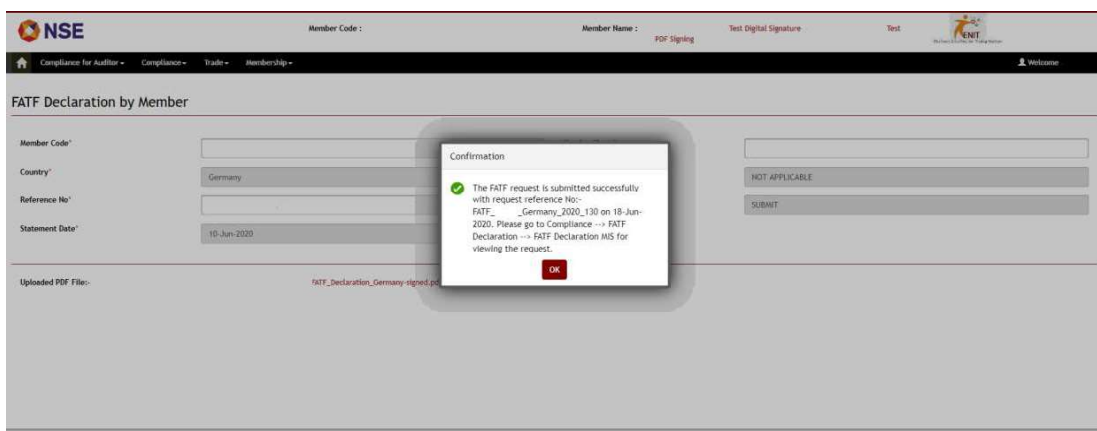 NSE
Member Code :
Member Name :
PDF Signing
Test Digital Signature
Test
ENIT
Compliance for Auditor
Compliance
Trade
Membership
Welcome
FATF Declaration by Member
Member Code*
Country*
Germany
NOT APPLICABLE
Reference No*
SUBMIT
Statement Date*
10-Jun-2020
Confirmation
The FATF request is submitted successfully
with request reference No:-
FATF_ _Germany_2020_130 on 18-Jun-
2020. Please go to Compliance --> FATF
Declaration --> FATF Declaration MIS for
viewing the request.
OK
Uploaded PDF File:-
FATF_Declaration_Germany-signed.pd